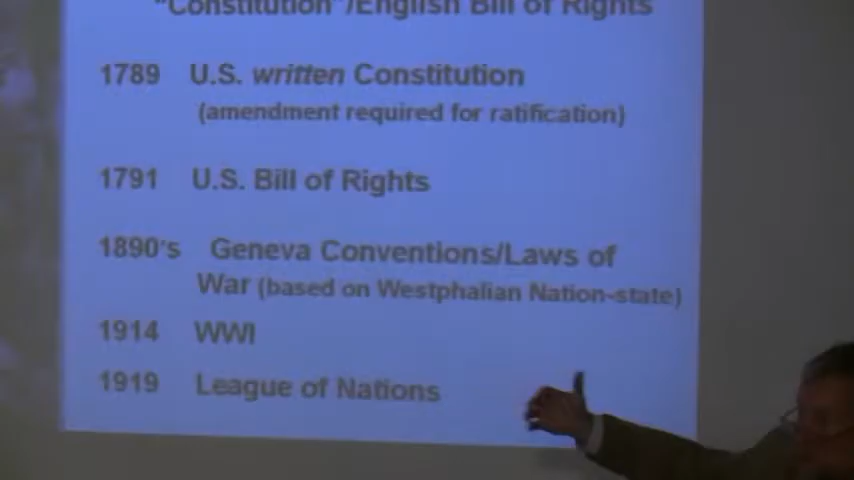 "Constitution"/English Bill of Rights
1789 U.S. written Constitution
(amendment required for ratification)
1791 U.S. Bill of Rights
1890's Geneva Conventions/Laws of
War (based on Westphalian Nation-state)
1914 WWI
1919 League of Nations